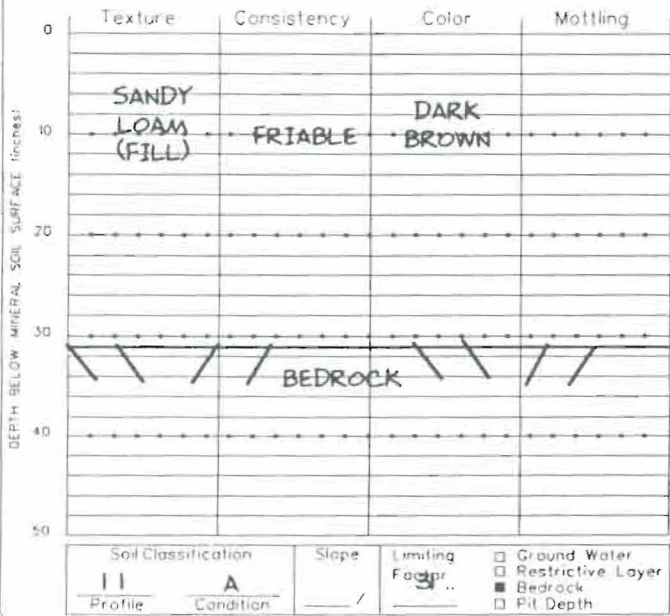 Texture Consistency Color Mottling
0
SANDY LOAM (FILL)
FRIABLE
DARK BROWN
10
20
30
BEDROCK
40
50
DEPTH BELOW MINERAL SOIL SURFACE (inches)
Soil Classification
11 A
Profile Condition
Slope
Limiting Factor
31"
□ Ground Water
□ Restrictive Layer
■ Bedrock
□ Pit Depth